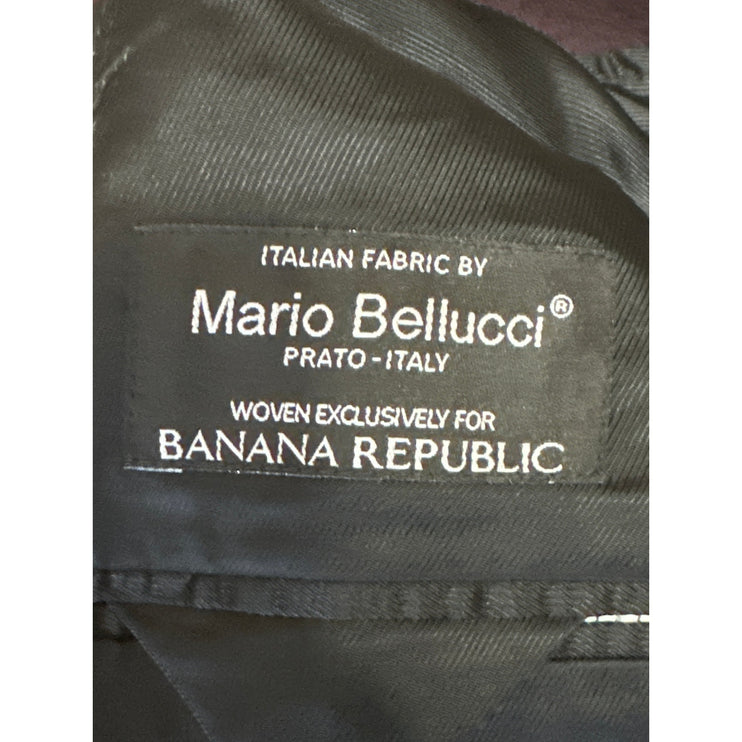 ITALIAN FABRIC BY
Mario Bellucci®
PRATO-ITALY
WOVEN EXCLUSIVELY FOR
BANANA REPUBLIC